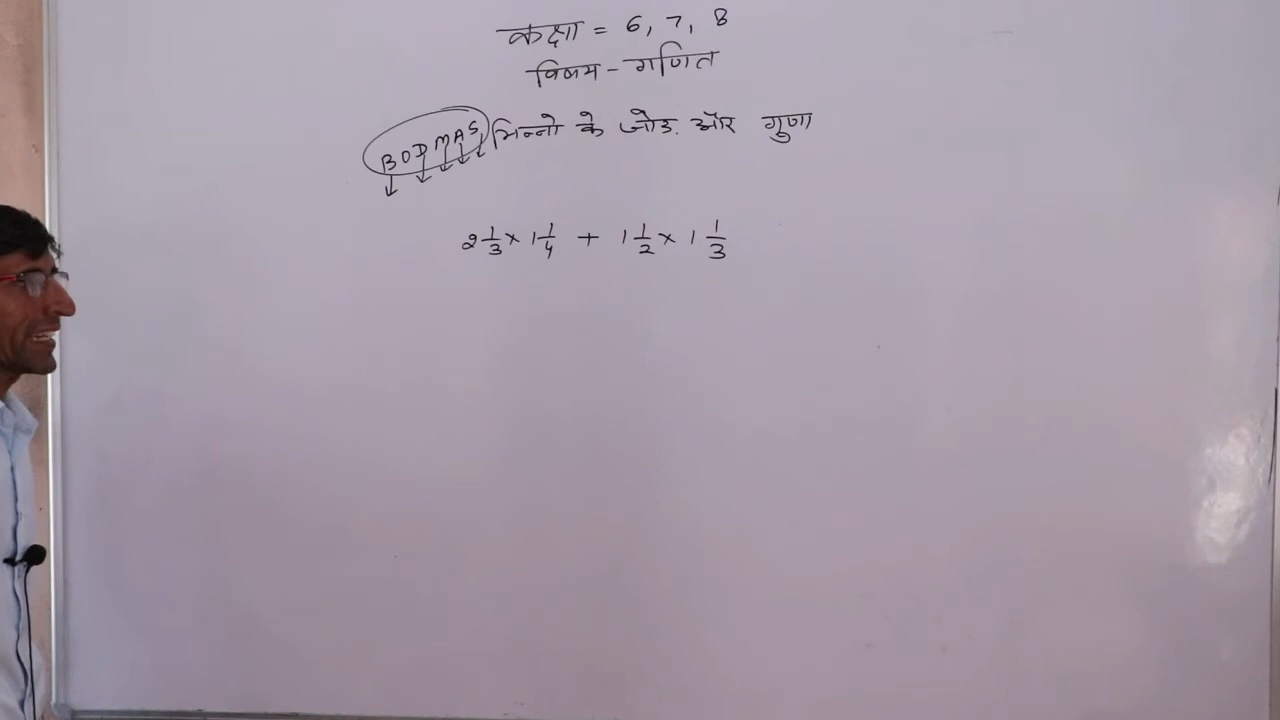 कक्षा = 6, 7, 8
विषय - गणित
BODMAS भिन्नो के जोड. और गुणा
2 1/3 × 1 1/4 + 1 1/2 × 1 1/3